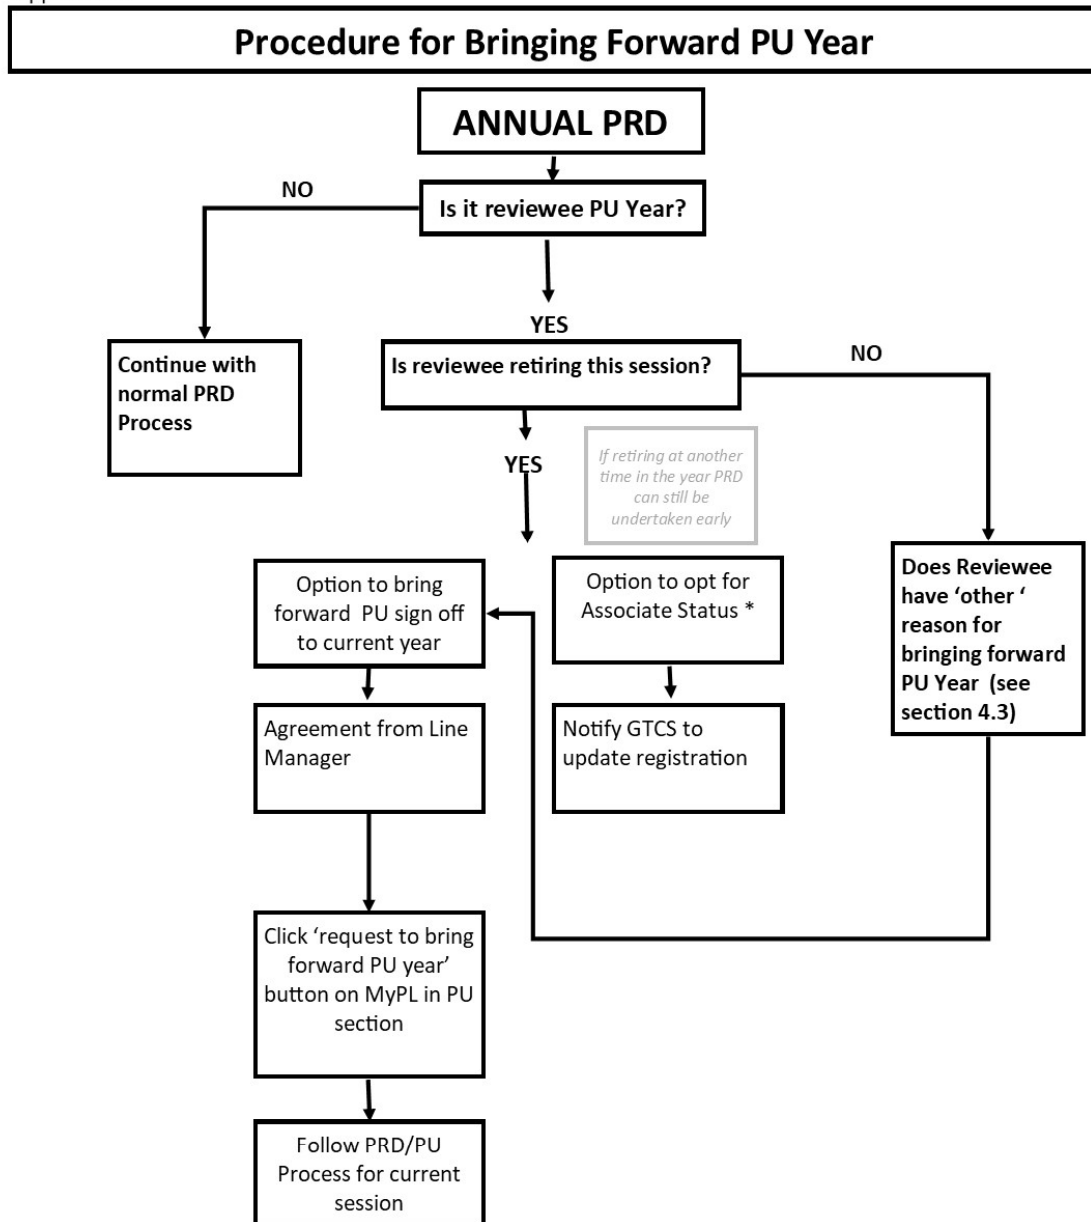 Procedure for Bringing Forward PU Year
ANNUAL PRD
NO
Is it reviewee PU Year?
YES
Continue with
normal PRD
Process
Is reviewee retiring this session?
NO
YES
If retiring at another
time in the year PRD
can still be
undertaken early
Option to bring
forward PU sign off
to current year
Option to opt for
Associate Status *
Does Reviewee
have ‘other ‘
reason for
bringing forward
PU Year (see
section 4.3)
Agreement from Line
Manager
Notify GTCS to
update registration
Click ‘request to bring
forward PU year’
button on MyPL in PU
section
Follow PRD/PU
Process for current
session